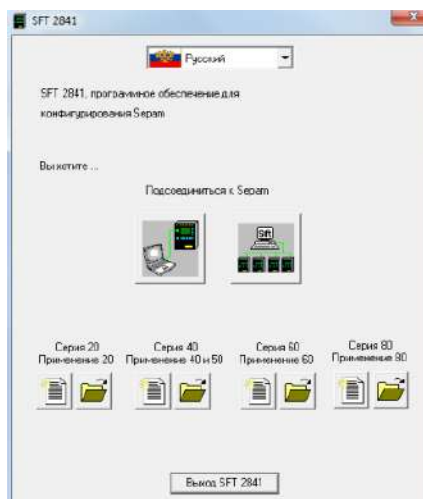 SFT 2841
Русский
SFT 2841, программное обеспечение для
конфигурирования Sepam
Вы хотите ...
Подсоединиться к Sepam
Sft
Серия 20
Применение 20
Серия 40
Применение 40 и 50
Серия 60
Применение 60
Серия 80
Применение 80
Выход SFT 2841